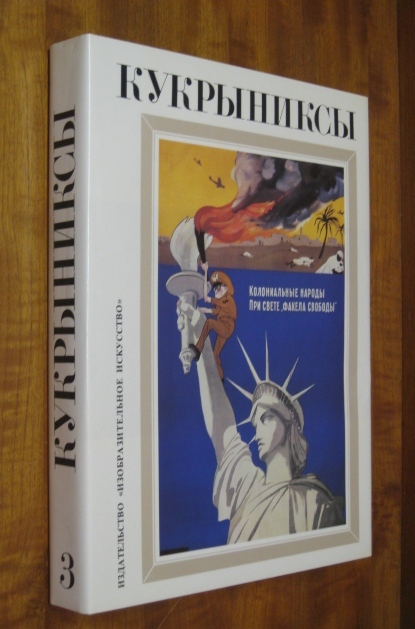 КУКРЫНИКСЫ
КОЛОНИАЛЬНЫЕ НАРОДЫ
ПРИ СВЕТЕ „ФАКЕЛА СВОБОДЫ"
ИЗДАТЕЛЬСТВО «ИЗОБРАЗИТЕЛЬНОЕ ИСКУССТВО»
КУКРЫНИКСЫ
3